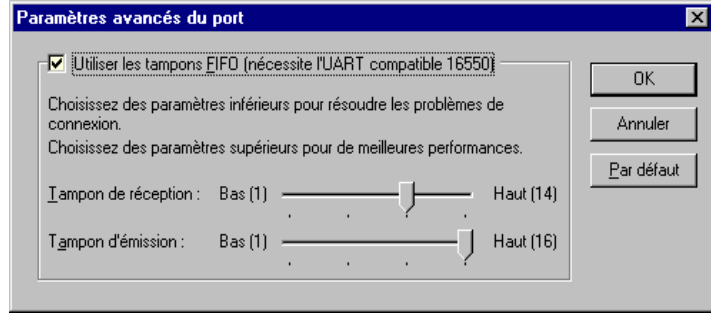 Paramètres avancés du port
Utiliser les tampons FIFO (nécessite l'UART compatible 16550)
OK
Choisissez des paramètres inférieurs pour résoudre les problèmes de
connexion.
Annuler
Choisissez des paramètres supérieurs pour de meilleures performances.
Par défaut
Tampon de réception : Bas (1) Haut (14)
Tampon d'émission : Bas (1) Haut (16)